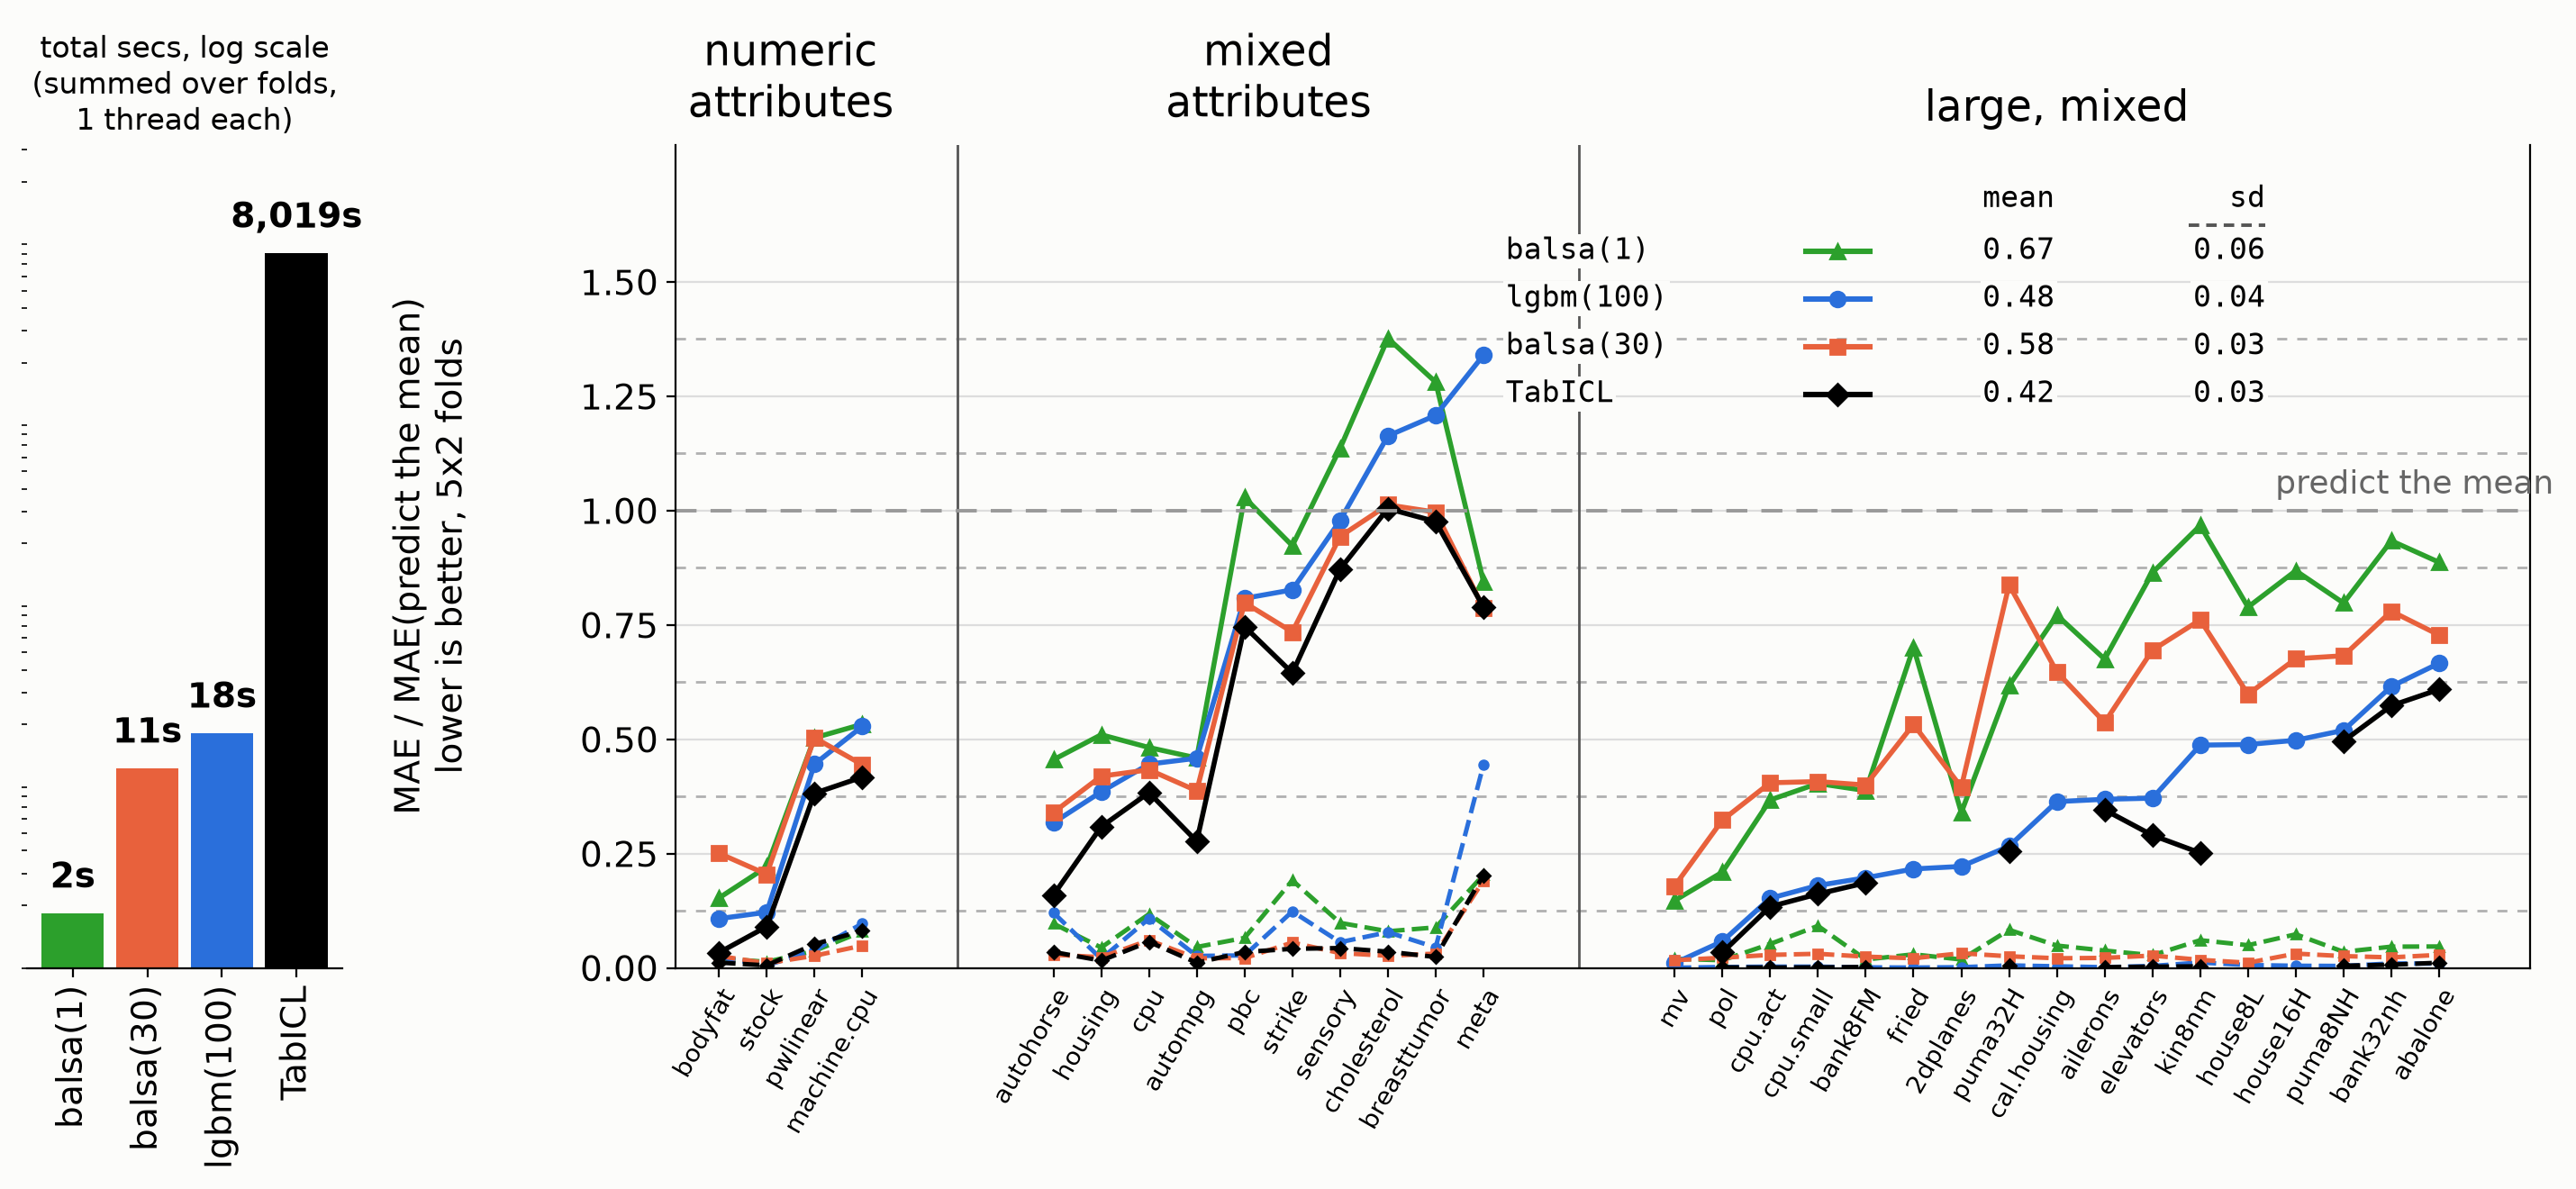 total secs, log scale
(summed over folds,
1 thread each)
8,019s
18s
11s
2s
balsa(1)
balsa(30)
lgbm(100)
TabICL
MAE / MAE(predict the mean)
lower is better, 5x2 folds
numeric
attributes
mixed
attributes
large, mixed
mean sd
balsa(1) 0.67 0.06
lgbm(100) 0.48 0.04
balsa(30) 0.58 0.03
TabICL 0.42 0.03
predict the mean
1.50
1.25
1.00
0.75
0.50
0.25
0.00
bodyfat
stock
pwlinear
machine.cpu
autohorse
housing
cpu
autompg
pbc
strike
sensory
cholesterol
breasttumor
meta
mv
pol
cpu.act
cpu.small
bank8FM
fried
2dplanes
puma32H
cal.housing
ailerons
elevators
kin8nm
house8L
house16H
puma8NH
bank32nh
abalone